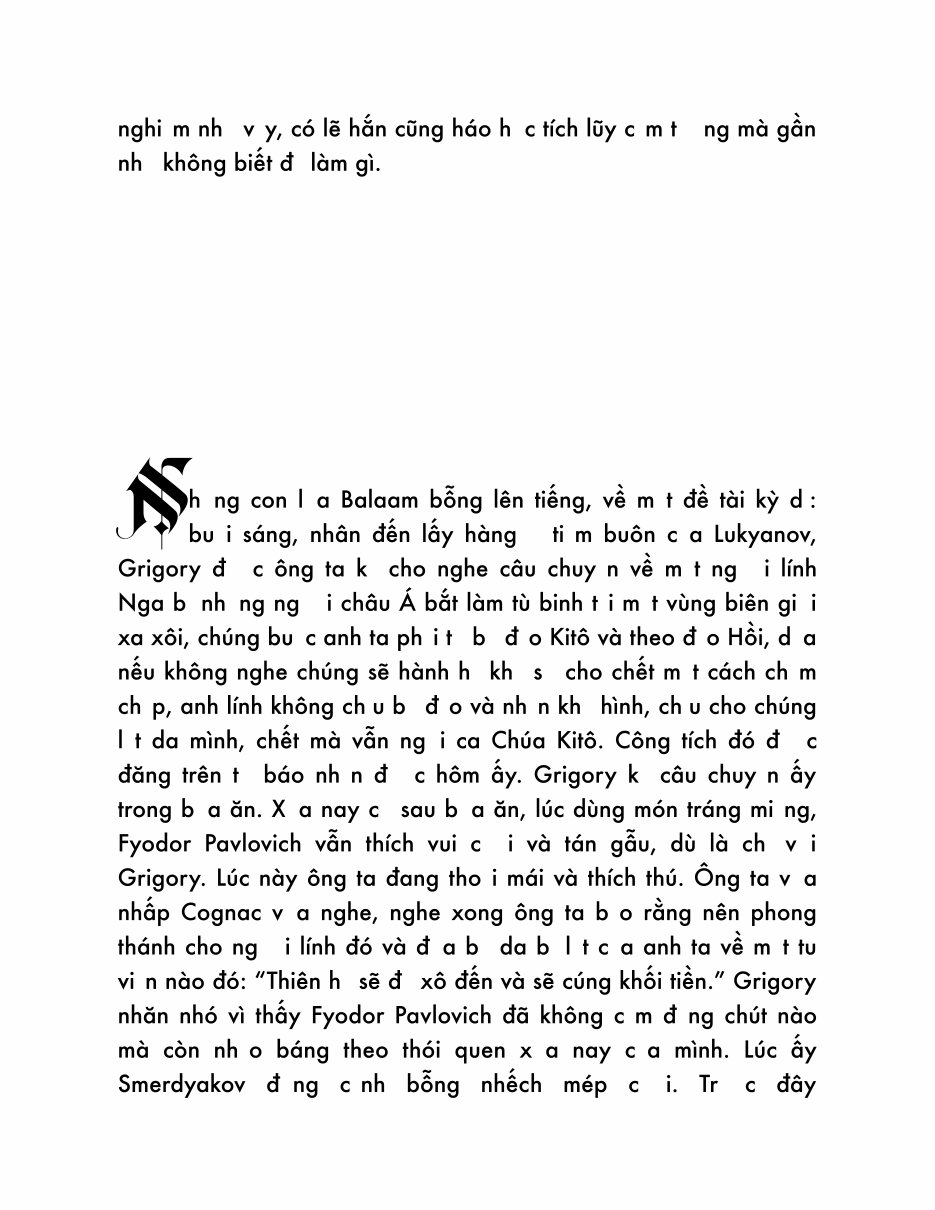 nghi m nh v y, có lẽ hắn cũng háo h c tích lũy c m t ng mà gần
nh không biết đ làm gì.
Nh ng con l a Balaam bỗng lên tiếng, về m t đề tài kỳ d :
bu i sáng, nhân đến lấy hàng ti m buôn c a Lukyanov,
Grigory đ c ông ta k cho nghe câu chuy n về m t ng i lính
Nga b nh ng ng i châu Á bắt làm tù binh t i m t vùng biên gi i
xa xôi, chúng bu c anh ta ph i t b đ o Kitô và theo đ o Hồi, d a
nếu không nghe chúng sẽ hành h kh s cho chết m t cách ch m
ch p, anh lính không ch u b đ o và nh n kh hình, ch u cho chúng
l t da mình, chết mà vẫn ng i ca Chúa Kitô. Công tích đó đ c
đăng trên t báo nh n đ c hôm ấy. Grigory k câu chuy n ấy
trong b a ăn. X a nay c sau b a ăn, lúc dùng món tráng mi ng,
Fyodor Pavlovich vẫn thích vui c i và tán gẫu, dù là ch v i
Grigory. Lúc này ông ta đang tho i mái và thích thú. Ông ta v a
nhấp Cognac v a nghe, nghe xong ông ta b o rằng nên phong
thánh cho ng i lính đó và đ a b da b l t c a anh ta về m t tu
vi n nào đó: “Thiên h sẽ đ xô đến và sẽ cúng khối tiền.” Grigory
nhăn nhó vì thấy Fyodor Pavlovich đã không c m đ ng chút nào
mà còn nh o báng theo thói quen x a nay c a mình. Lúc ấy
Smerdyakov đ ng c nh bỗng nhếch mép c i. Tr c đây